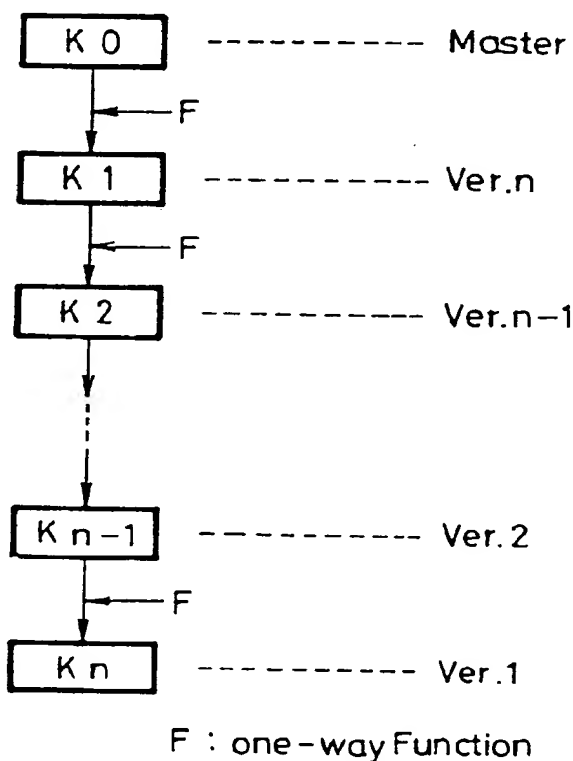 K 0 Master
F
K 1 Ver.n
F
K 2 Ver.n-1
K n-1 Ver.2
F
K n Ver.1
F : one-way Function